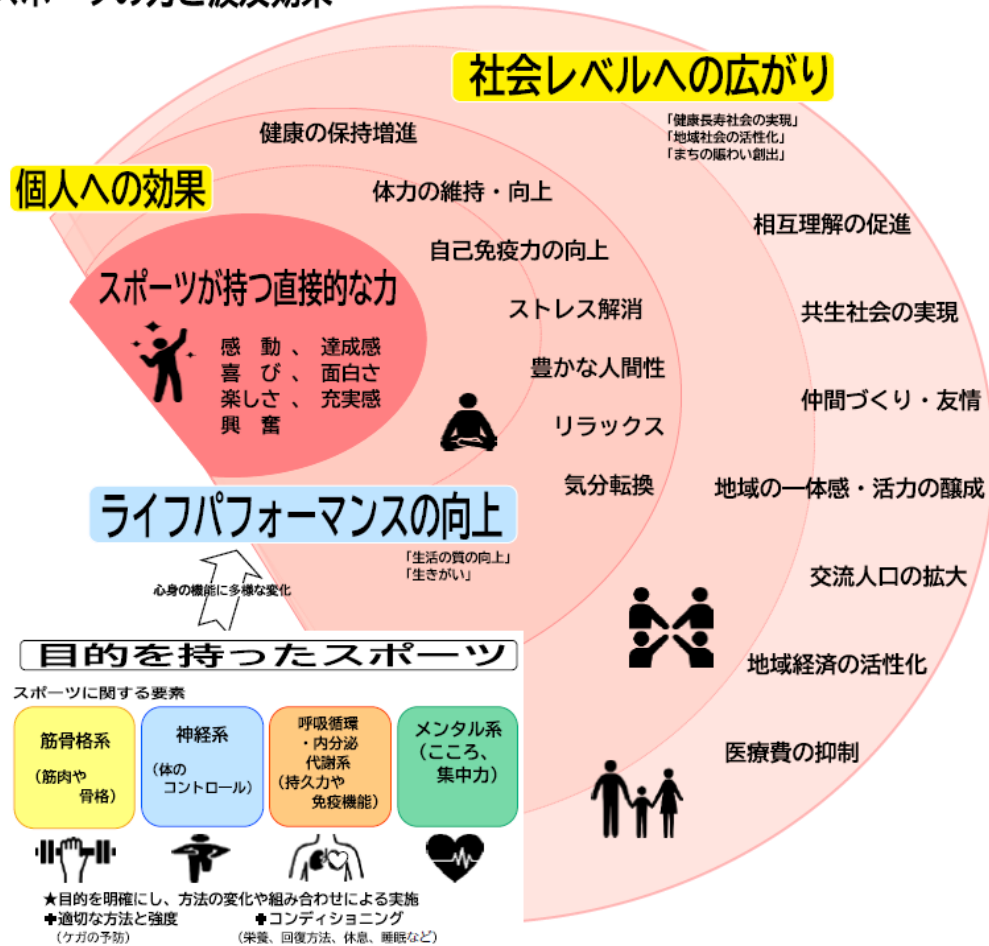 スポーツの力と波及効果
社会レベルへの広がり
「健康長寿社会の実現」
「地域社会の活性化」
「まちの賑わい創出」
健康の保持増進
個人への効果
体力の維持・向上
相互理解の促進
自己免疫力の向上
スポーツが持つ直接的な力
ストレス解消
共生社会の実現
感　動　、　達成感
喜　び　、　面白さ
楽しさ　、　充実感
興　奮
豊かな人間性
仲間づくり・友情
リラックス
気分転換
地域の一体感・活力の醸成
ライフパフォーマンスの向上
「生活の質の向上」
「生きがい」
心身の機能に多様な変化
交流人口の拡大
目的を持ったスポーツ
地域経済の活性化
スポーツに関する要素
筋骨格系
（筋肉や
骨格）
神経系
（体の
コントロール）
呼吸循環
・内分泌
代謝系
（持久力や
免疫機能）
メンタル系
（こころ、
集中力）
医療費の抑制
★目的を明確にし、方法の変化や組み合わせによる実施
✚適切な方法と強度　✚コンディショニング
（ケガの予防）　（栄養、回復方法、休息、睡眠など）